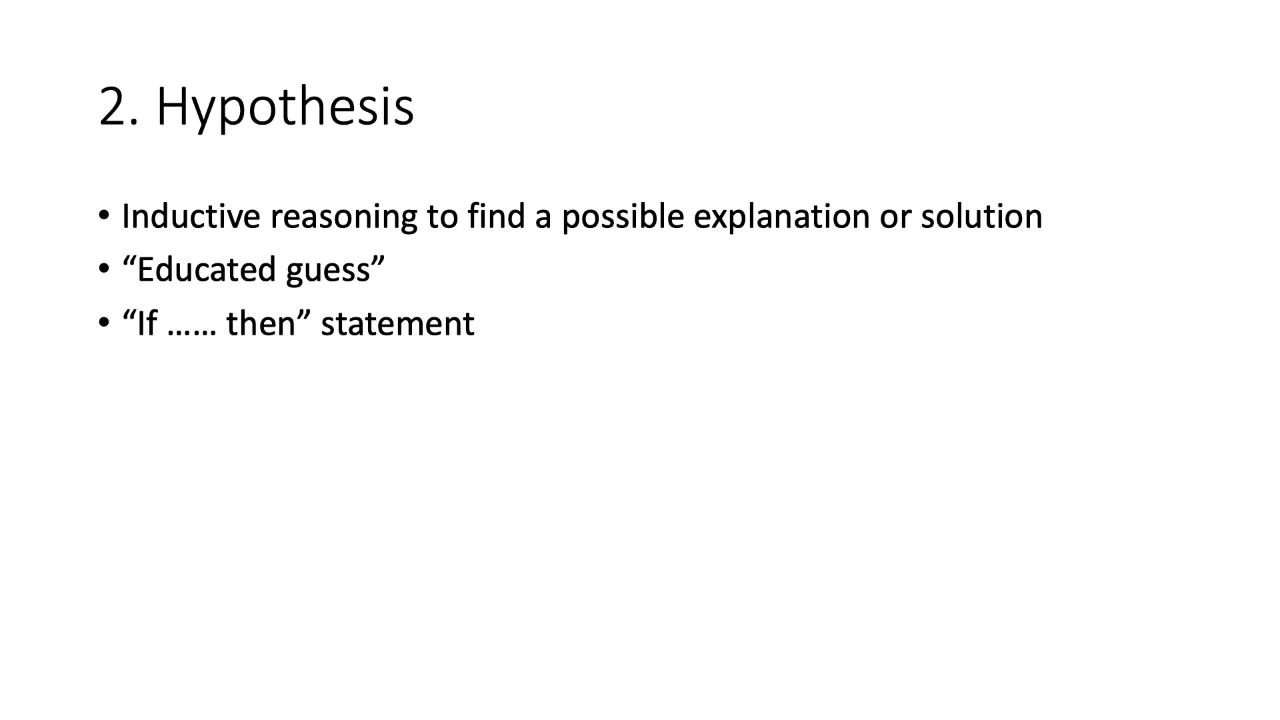 2. Hypothesis
• Inductive reasoning to find a possible explanation or solution
• “Educated guess”
• “If …… then” statement